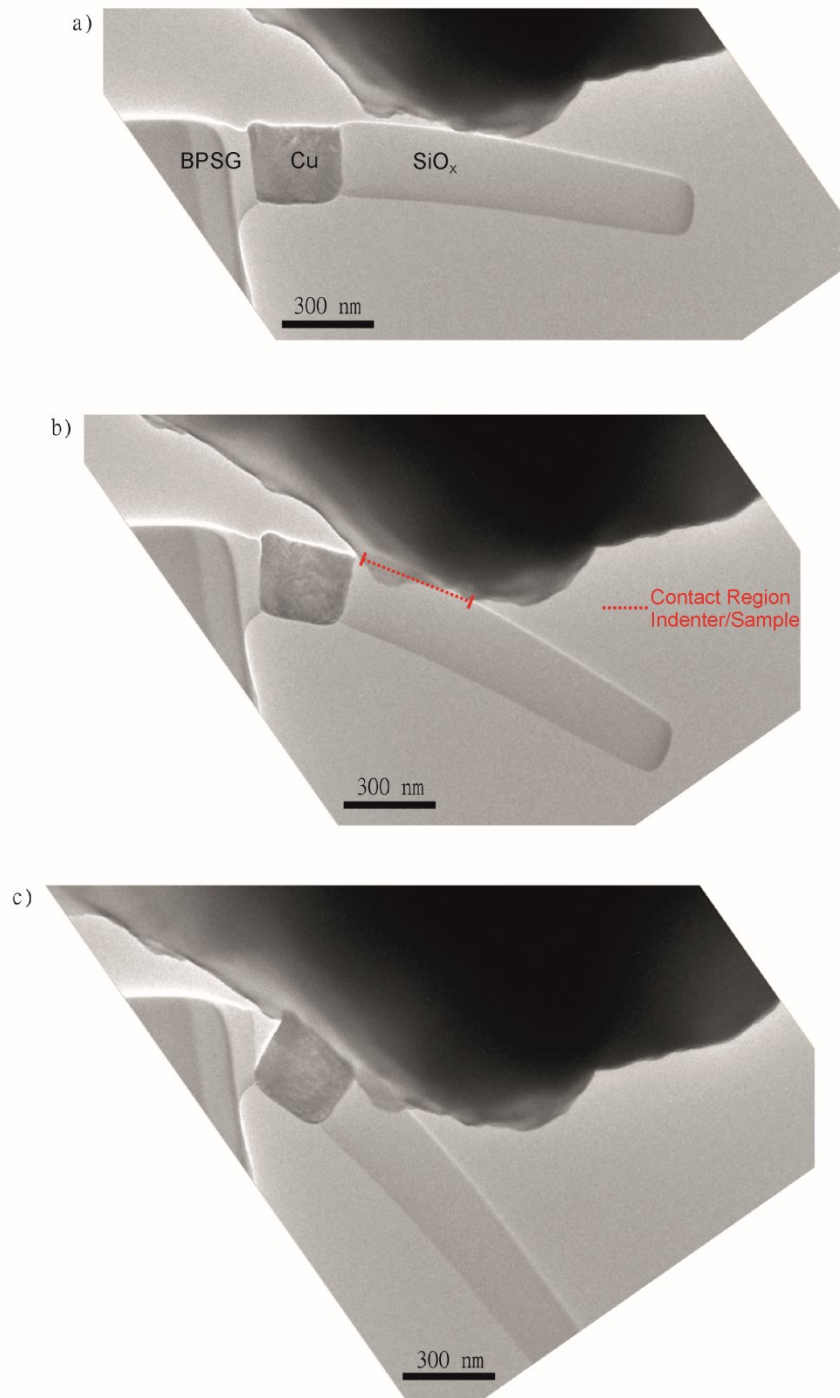 a)
BPSG Cu SiOx
300 nm
b)
Contact Region
Indenter/Sample
300 nm
c)
300 nm